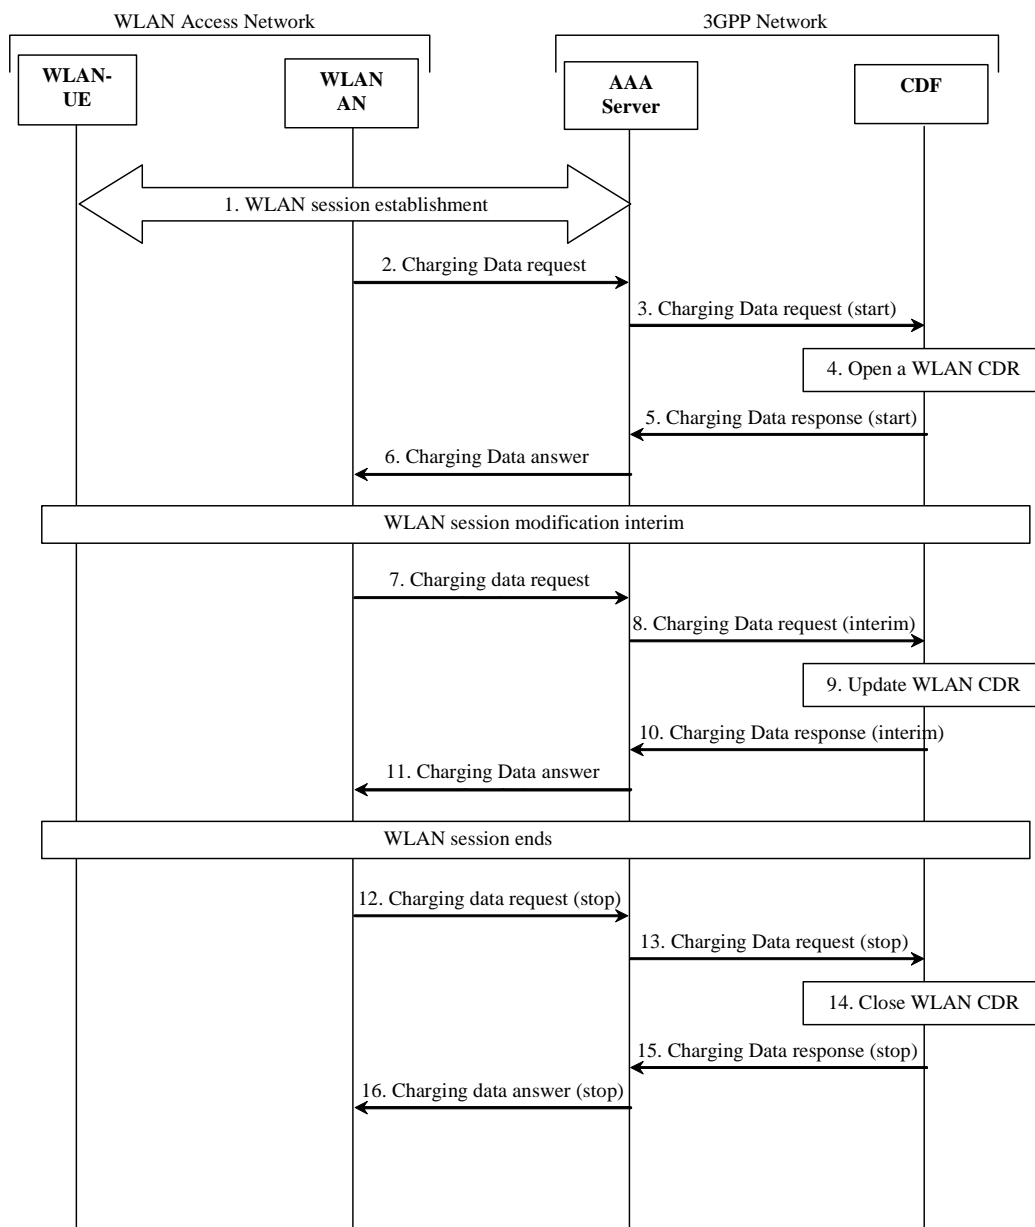 WLAN Access Network
3GPP Network
WLAN-
UE
WLAN
AN
AAA
Server
CDF
1. WLAN session establishment
2. Charging Data request
3. Charging Data request (start)
4. Open a WLAN CDR
5. Charging Data response (start)
6. Charging Data answer
WLAN session modification interim
7. Charging data request
8. Charging Data request (interim)
9. Update WLAN CDR
10. Charging Data response (interim)
11. Charging Data answer
WLAN session ends
12. Charging data request (stop)
13. Charging Data request (stop)
14. Close WLAN CDR
15. Charging Data response (stop)
16. Charging data answer (stop)